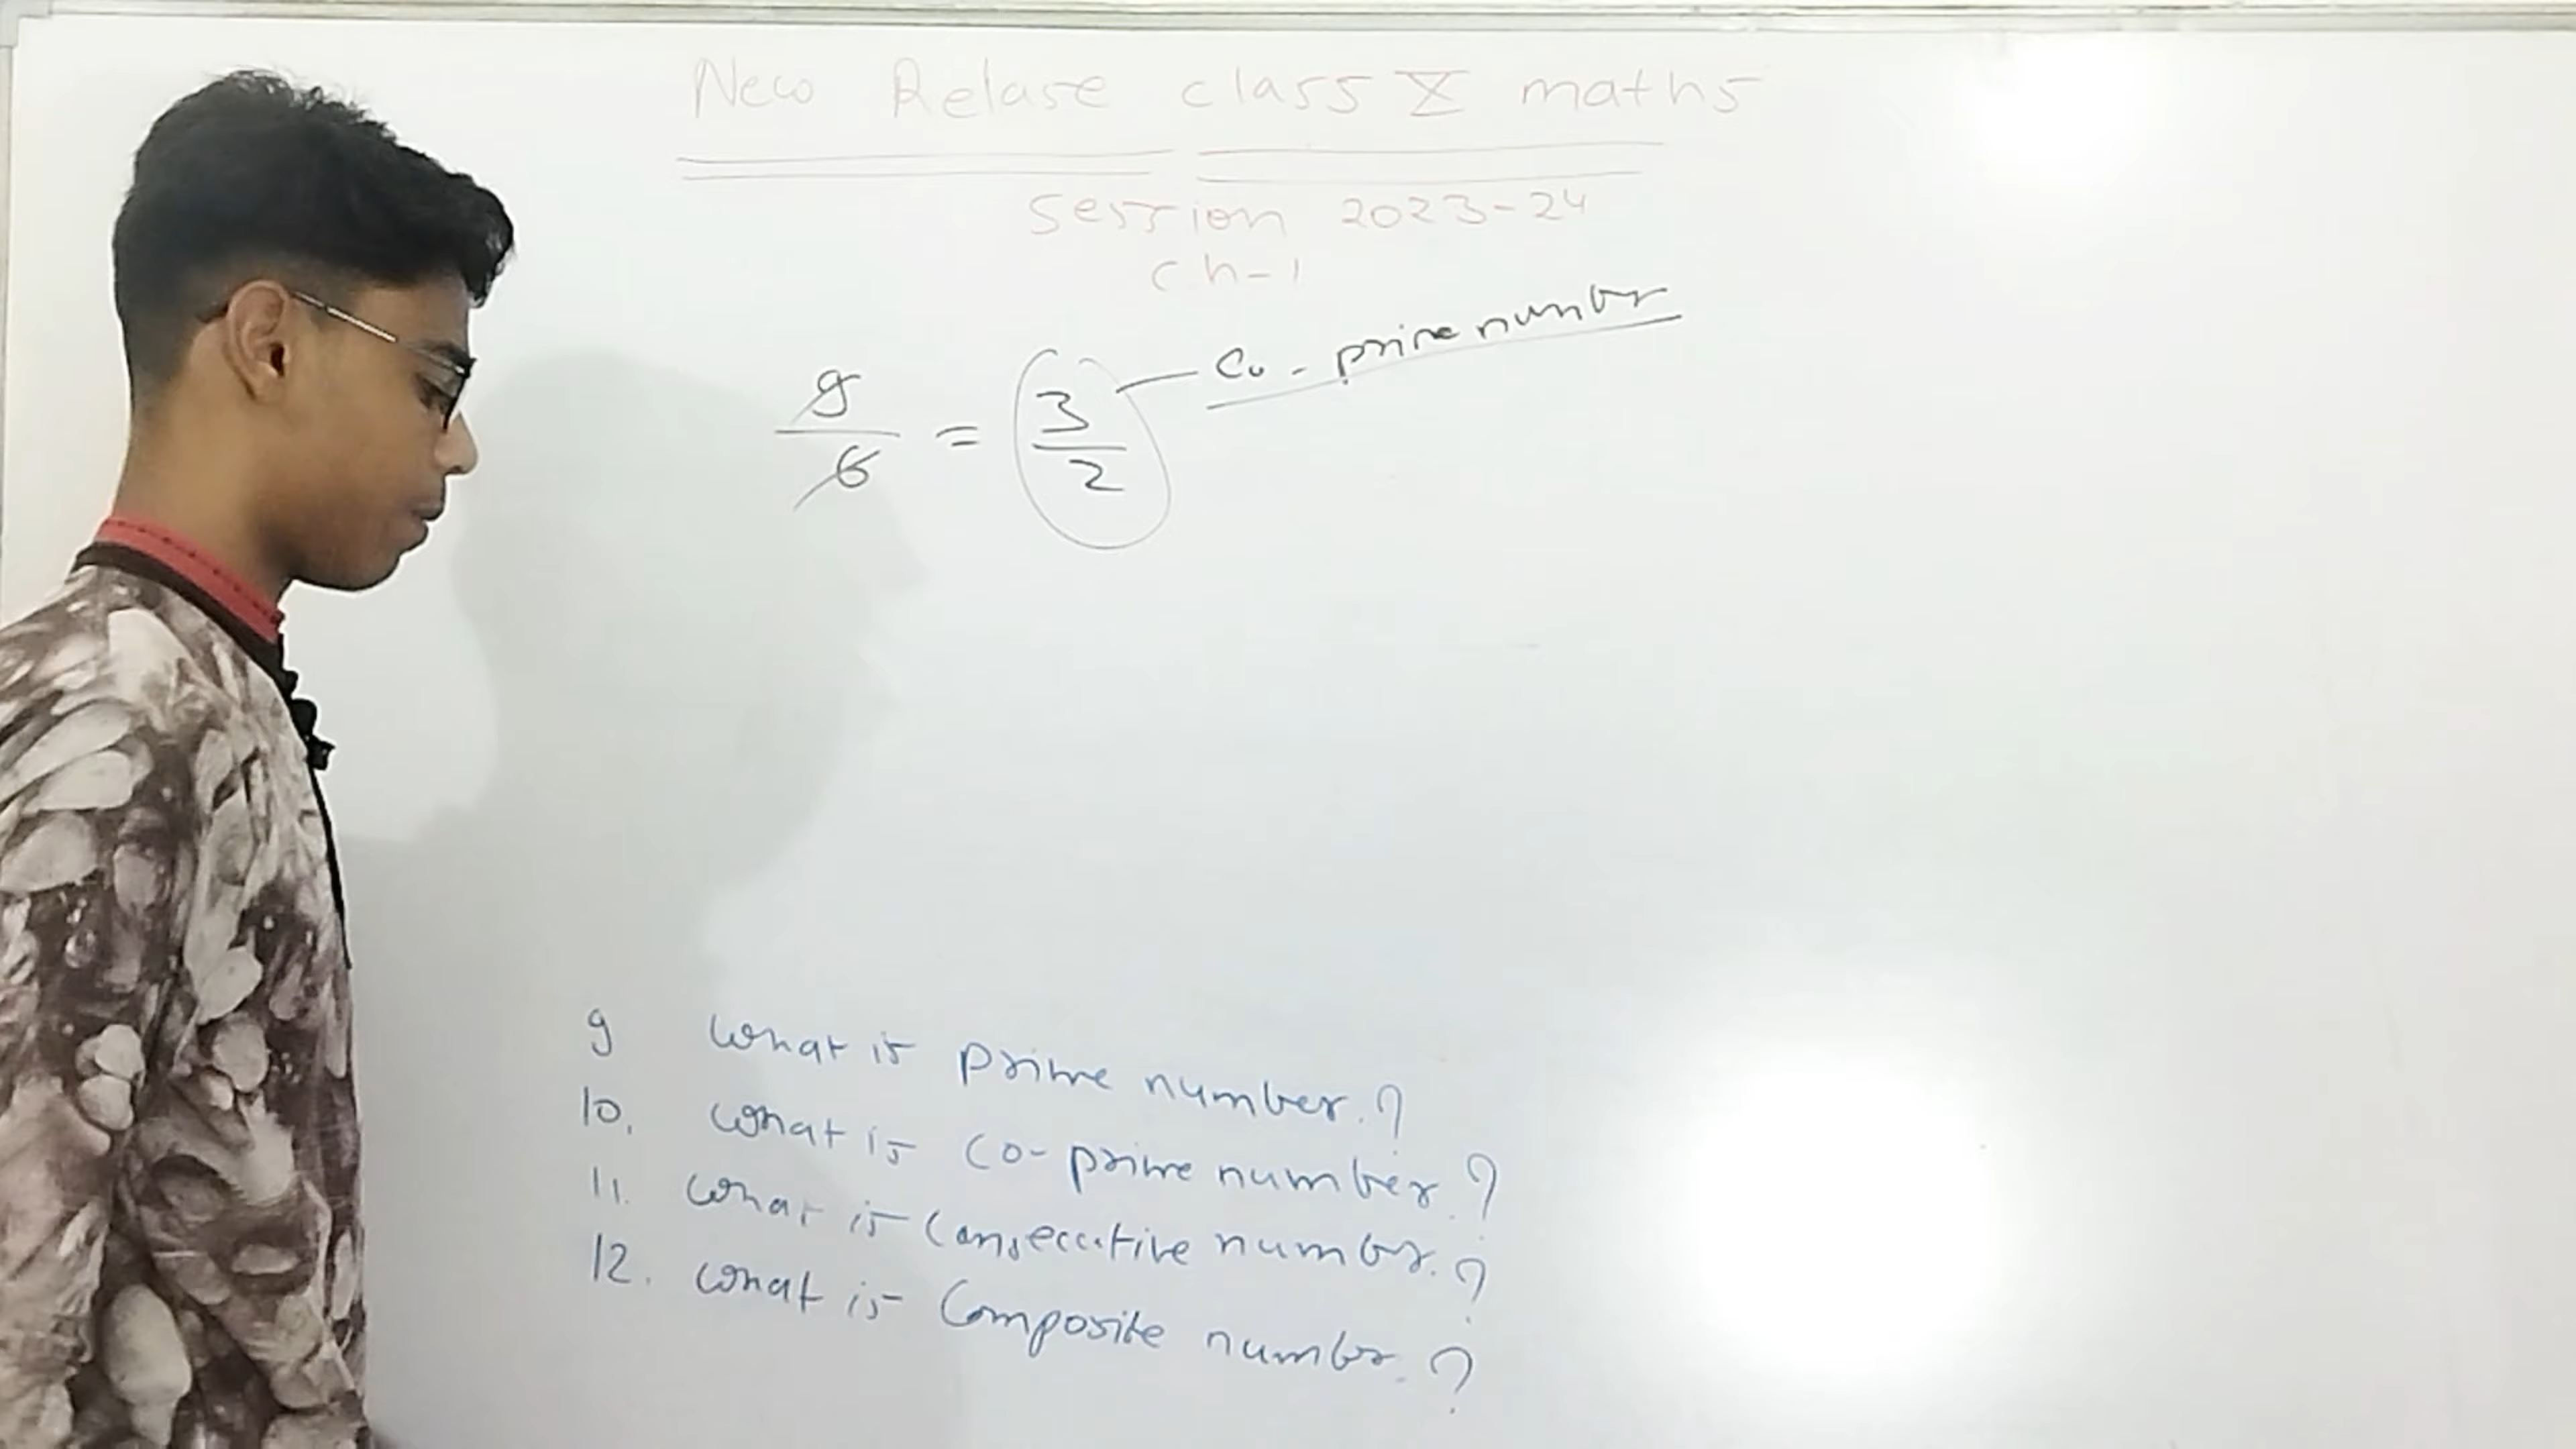 New Relase class X maths
Session 2023-24
Ch-1
Co-prime number
9/6 = 3/2
9 What is prime number.?
10. What is Co-prime number.?
11. What is Consecutive number.?
12. What is Composite number.?